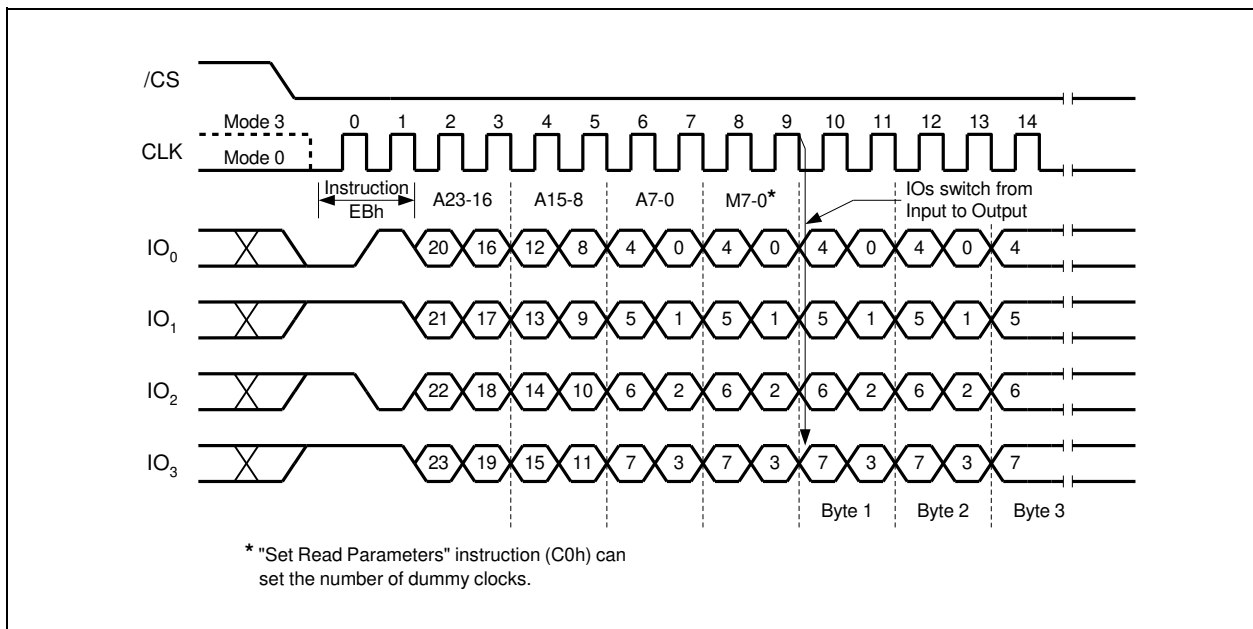 /CS
Mode 3 0 1 2 3 4 5 6 7 8 9 10 11 12 13 14
CLK
Mode 0
Instruction A23-16 A15-8 A7-0 M7-0* IOs switch from
EBh Input to Output
IO0 20 16 12 8 4 0 4 0 4 0 4 0 4
IO1 21 17 13 9 5 1 5 1 5 1 5 1 5
IO2 22 18 14 10 6 2 6 2 6 2 6 2 6
IO3 23 19 15 11 7 3 7 3 7 3 7 3 7
Byte 1 Byte 2 Byte 3
* "Set Read Parameters" instruction (C0h) can
set the number of dummy clocks.